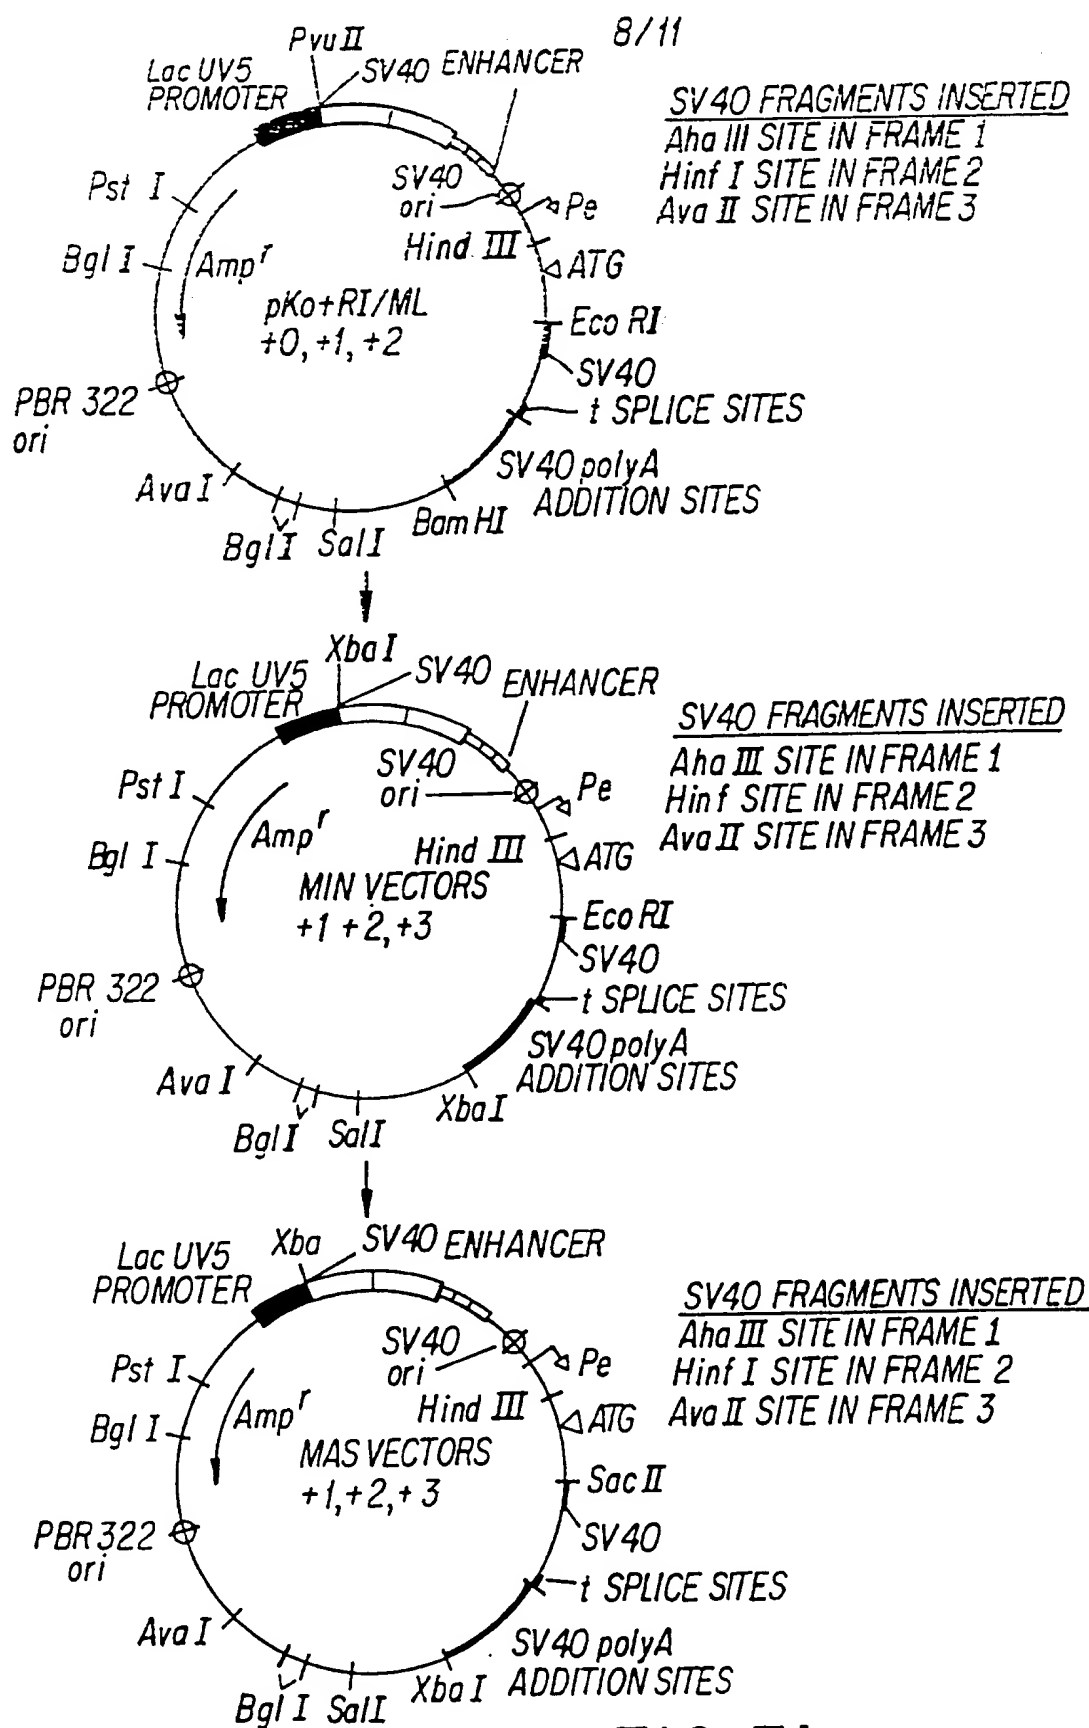 8/11
Pvu II
Lac UV5
PROMOTER
SV40 ENHANCER
SV40 FRAGMENTS INSERTED
Aha III SITE IN FRAME 1
Hinf I SITE IN FRAME 2
Ava II SITE IN FRAME 3
Pst I
SV40
ori
Pe
Bgl I
Ampr
Hind III
ATG
pKo+RI/ML
+0, +1, +2
Eco RI
SV40
PBR 322
ori
t SPLICE SITES
SV40 polyA
ADDITION SITES
Ava I
Bgl I
Sal I
Bam HI
Xba I
Lac UV5
PROMOTER
SV40 ENHANCER
SV40 FRAGMENTS INSERTED
Aha III SITE IN FRAME 1
Hinf SITE IN FRAME 2
Ava II SITE IN FRAME 3
Pst I
SV40
ori
Pe
Bgl I
Ampr
Hind III
ATG
MIN VECTORS
+1 +2, +3
Eco RI
SV40
PBR 322
ori
t SPLICE SITES
SV40 polyA
ADDITION SITES
Ava I
Bgl I
Sal I
Xba I
Lac UV5
PROMOTER
Xba
SV40 ENHANCER
SV40 FRAGMENTS INSERTED
Aha III SITE IN FRAME 1
Hinf I SITE IN FRAME 2
Ava II SITE IN FRAME 3
Pst I
SV40
ori
Pe
Bgl I
Ampr
Hind III
ATG
MAS VECTORS
+1, +2, +3
Sac II
SV40
PBR 322
ori
t SPLICE SITES
SV40 polyA
ADDITION SITES
Ava I
Bgl I
Sal I
Xba I